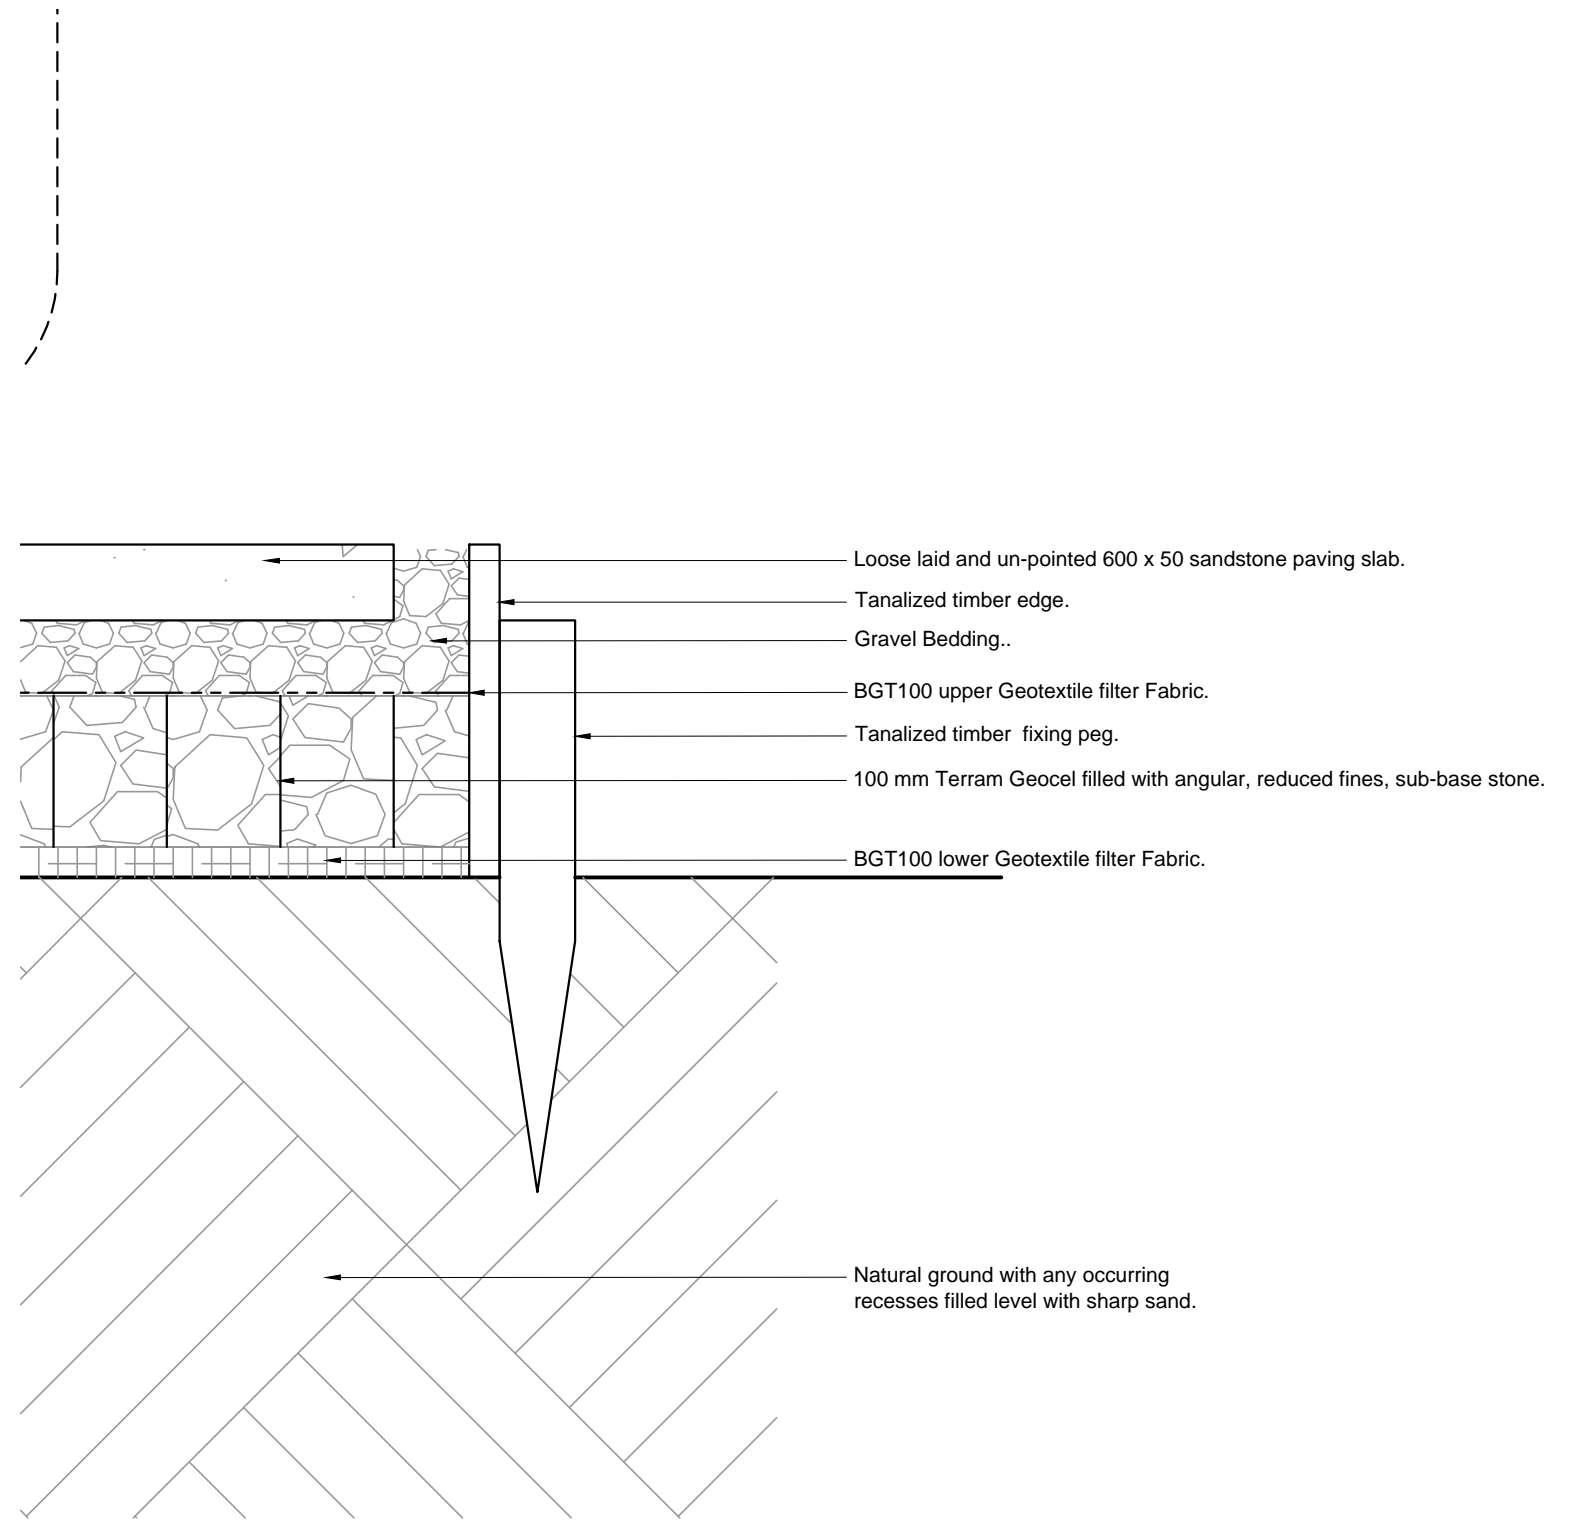 Loose laid and un-pointed 600 x 50 sandstone paving slab.
Tanalized timber edge.
Gravel Bedding..
BGT100 upper Geotextile filter Fabric.
Tanalized timber  fixing peg.
100 mm Terram Geocel filled with angular, reduced fines, sub-base stone.
BGT100 lower Geotextile filter Fabric.
Natural ground with any occurring
recesses filled level with sharp sand.